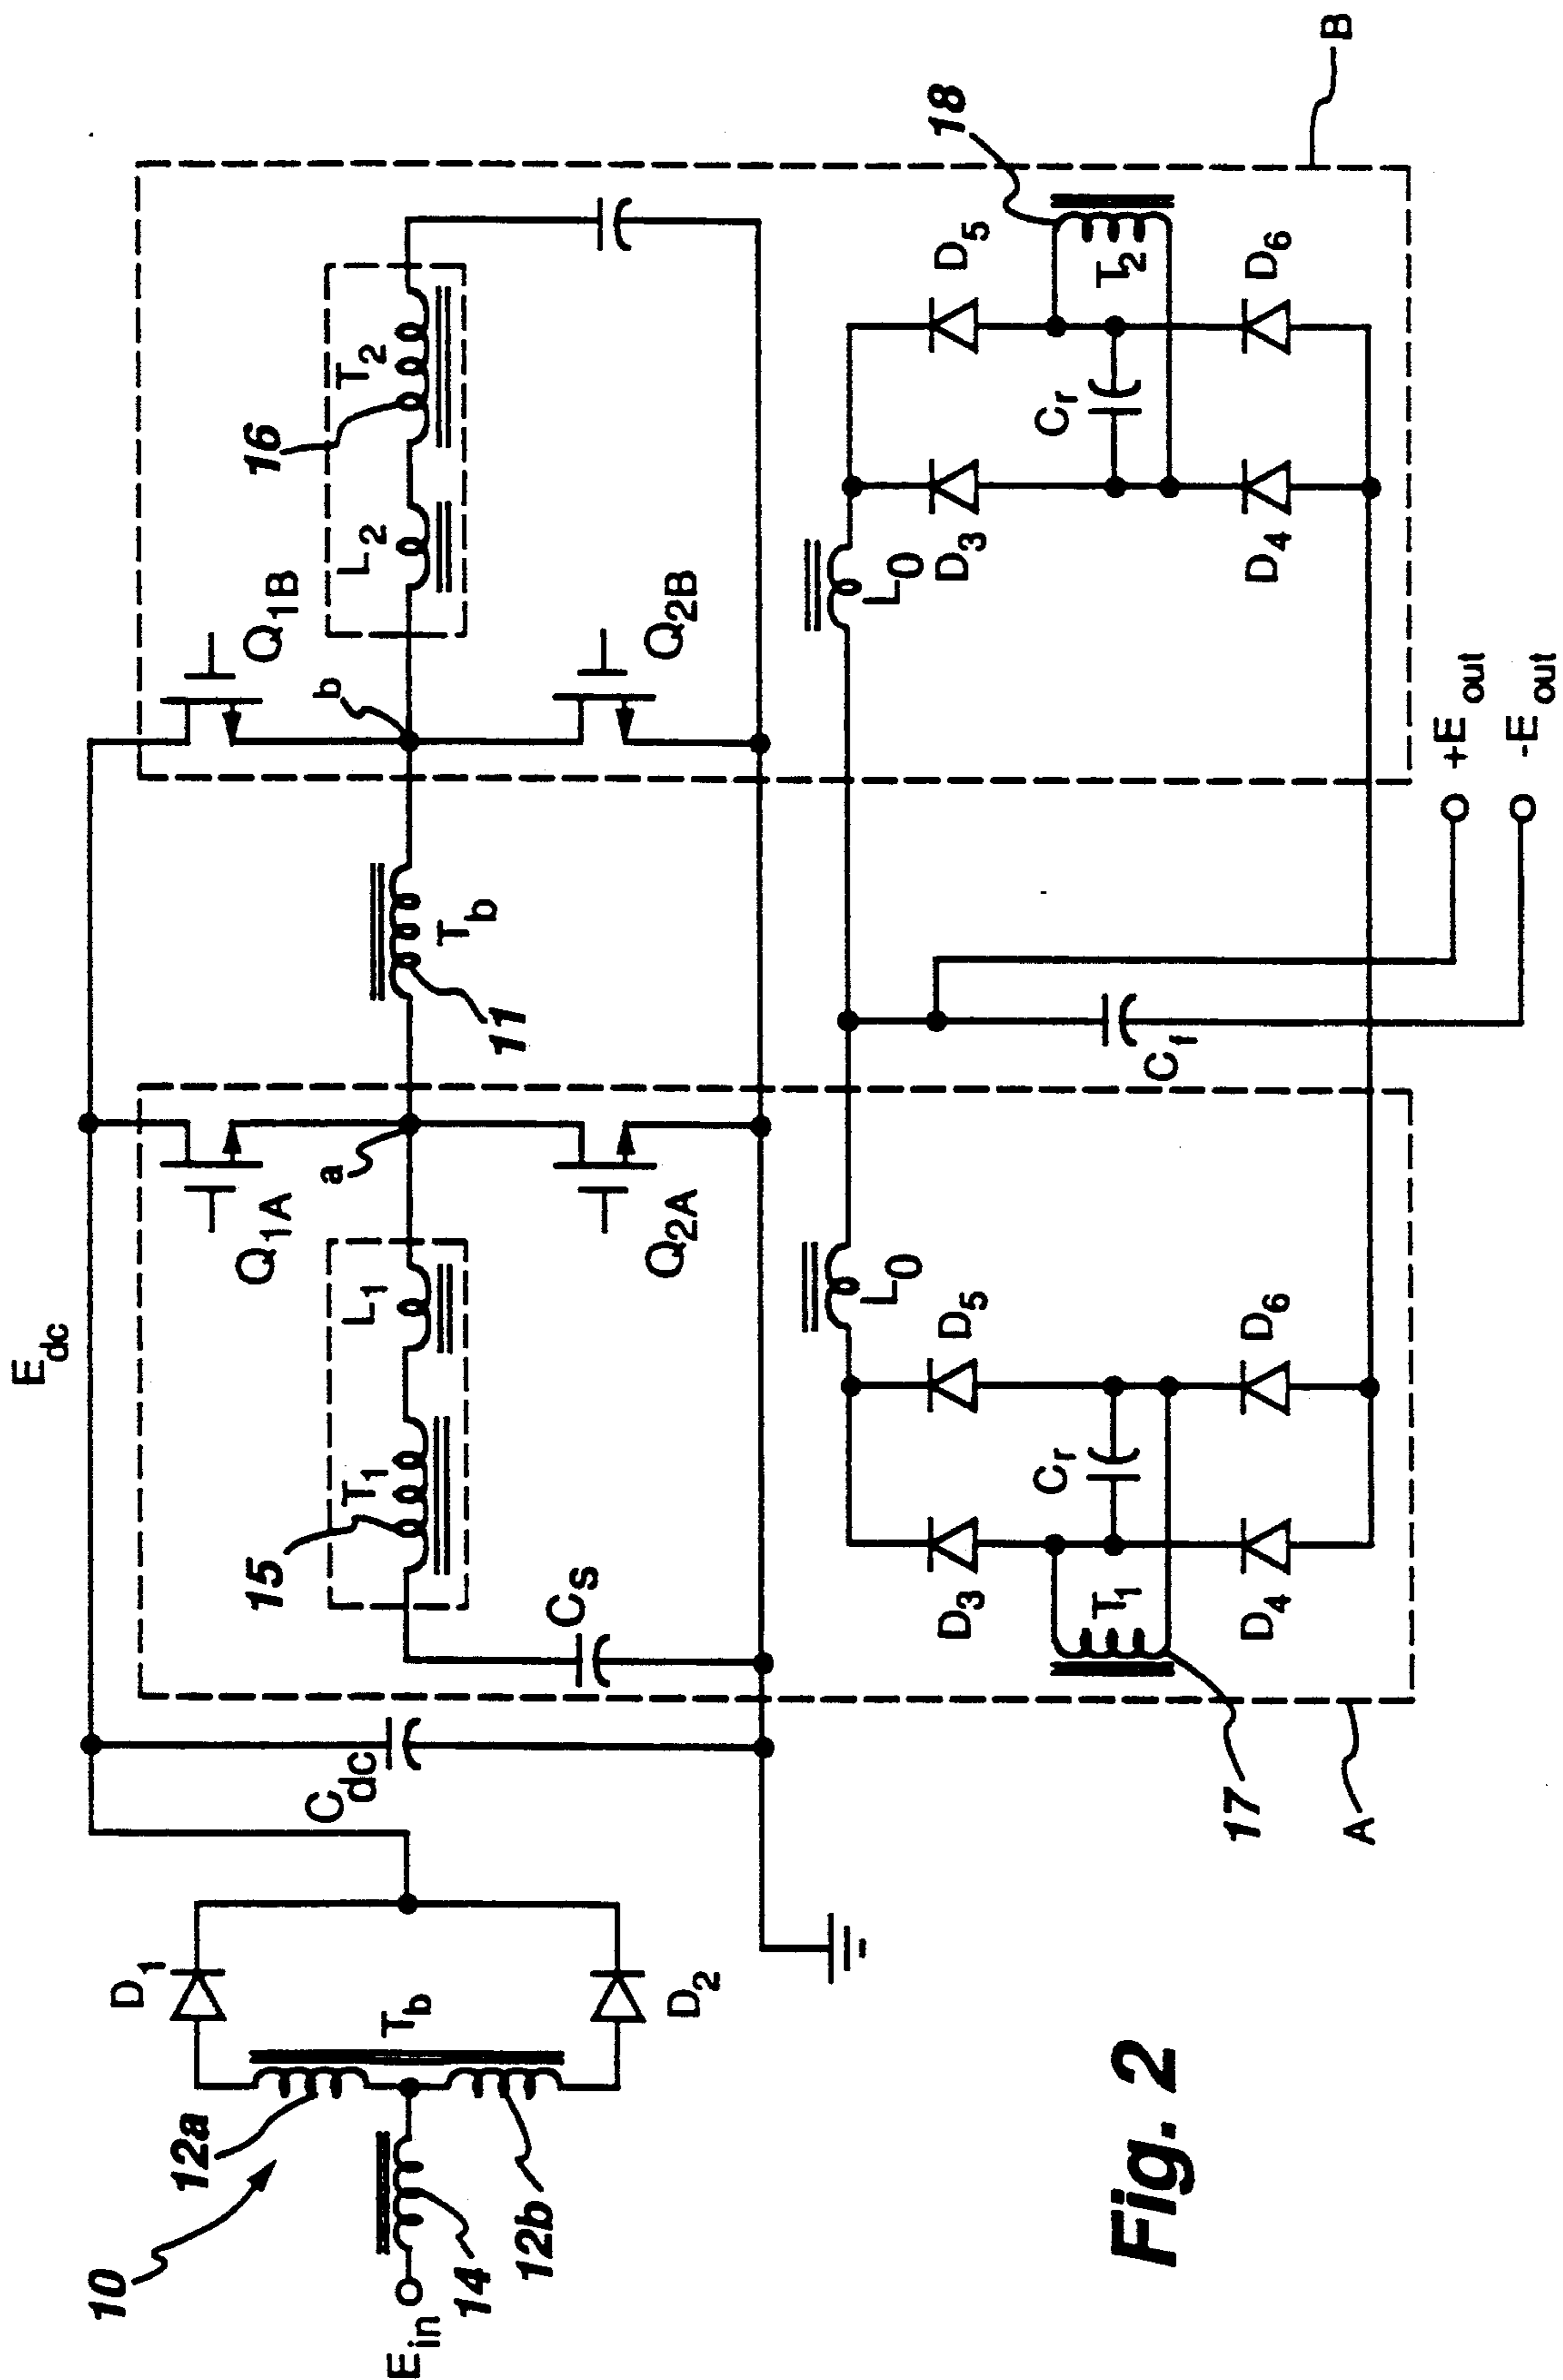 E_dc
10
12a
D_1
T_b
12b
14
E_in
D_2
C_dc
15
T_1
L_1
Q_1A
a
C_s
Q_2A
11
T_b
b
Q_1B
L_2
16
T_2
Q_2B
L_0
D_3
D_5
C_r
T_1
D_4
D_6
17
A
C_f
L_0
D_3
D_5
C_r
T_2
18
D_4
D_6
B
+E_out
-E_out
Fig. 2